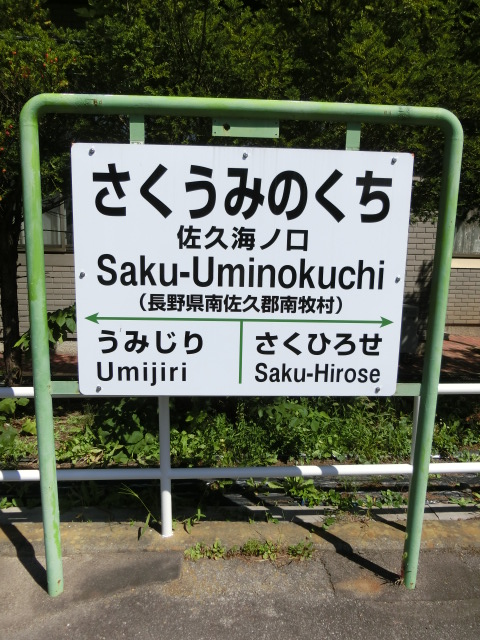 さくうみのくち
佐久海ノ口
Saku-Uminokuchi
（長野県南佐久郡南牧村）
うみじり さくひろせ
Umijiri Saku-Hirose